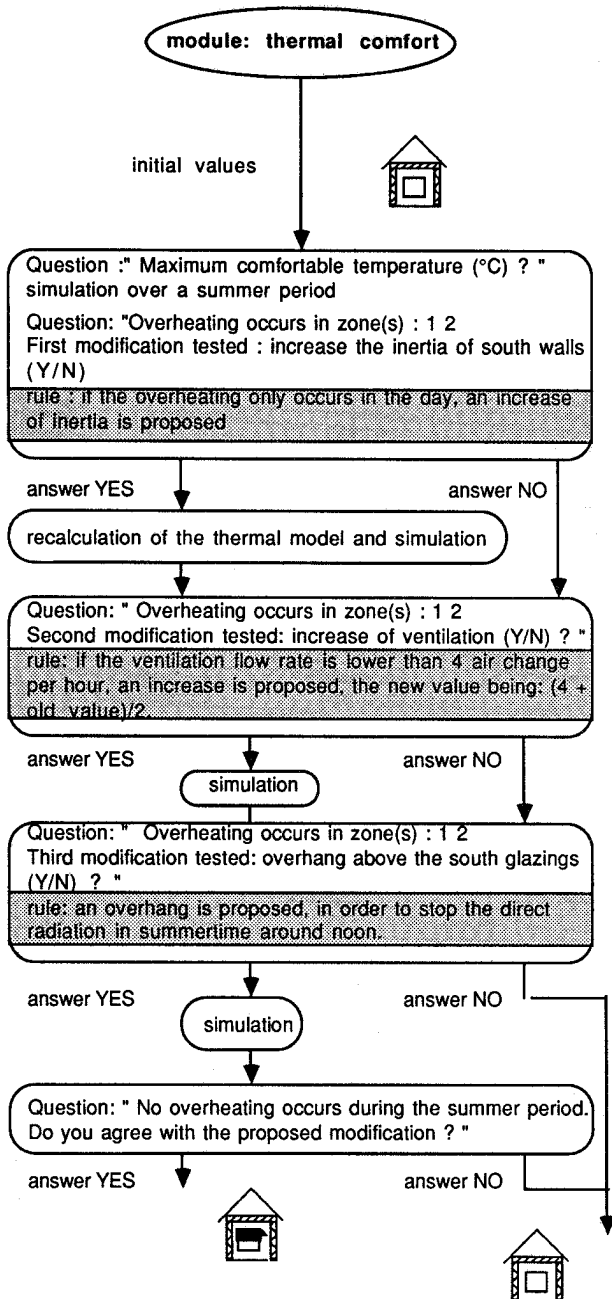 module: thermal comfort
initial values
Question :" Maximum comfortable temperature (°C) ? "
simulation over a summer period
Question: "Overheating occurs in zone(s) : 1 2
First modification tested : increase the inertia of south walls
(Y/N)
rule : if the overheating only occurs in the day, an increase
of inertia is proposed
answer YES
answer NO
recalculation of the thermal model and simulation
Question: " Overheating occurs in zone(s) : 1 2
Second modification tested: increase of ventilation (Y/N) ? "
rule: if the ventilation flow rate is lower than 4 air change
per hour, an increase is proposed, the new value being: (4 +
old value)/2.
answer YES
answer NO
simulation
Question: " Overheating occurs in zone(s) : 1 2
Third modification tested: overhang above the south glazings
(Y/N) ? "
rule: an overhang is proposed, in order to stop the direct
radiation in summertime around noon.
answer YES
answer NO
simulation
Question: " No overheating occurs during the summer period.
Do you agree with the proposed modification ? "
answer YES
answer NO